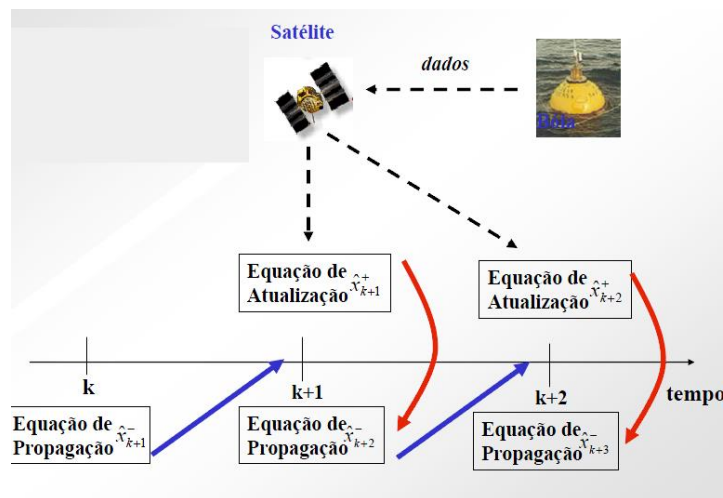 Satélite
dados
Bóia
Equação de
Atualização x̂⁺ₖ₊₁
Equação de
Atualização x̂⁺ₖ₊₂
k
k+1
k+2
tempo
Equação de
Propagação x̂⁻ₖ₊₁
Equação de
Propagação x̂⁻ₖ₊₂
Equação de
Propagação x̂⁻ₖ₊₃